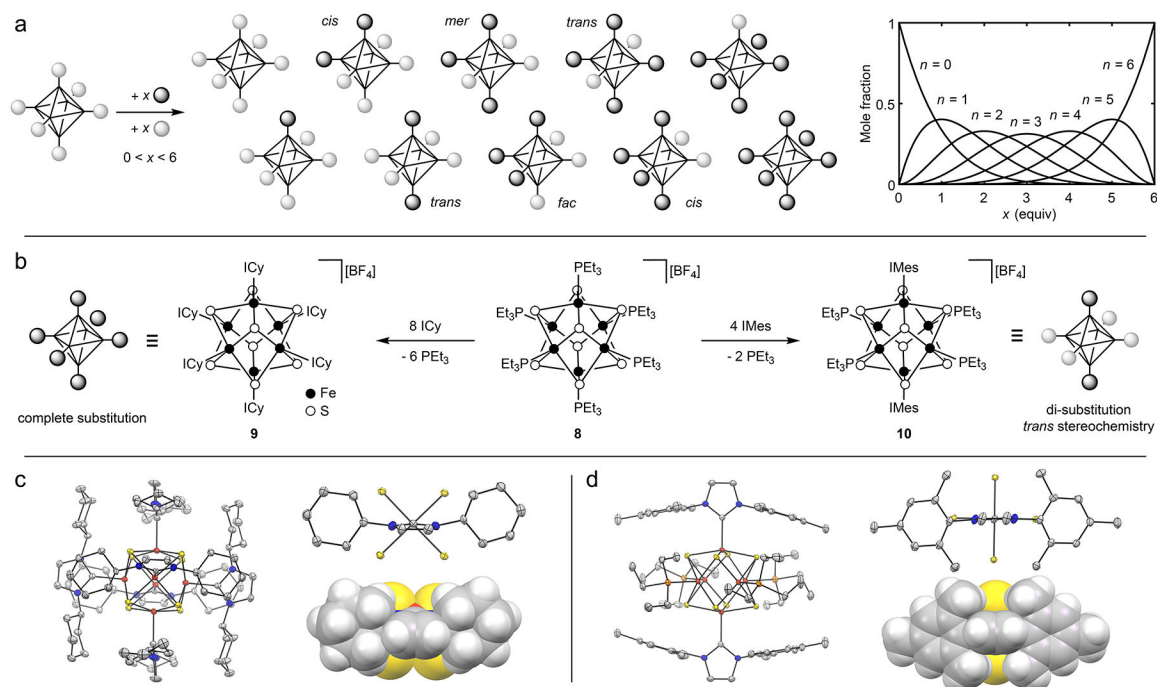 a
cis
mer
trans
+ x
+ x
0 < x < 6
trans
fac
cis
Mole fraction
1
0.5
0
n = 0
n = 1
n = 2
n = 3
n = 4
n = 5
n = 6
0 1 2 3 4 5 6
x (equiv)
b
complete substitution
≡
ICy
[BF4]
ICy
ICy
ICy
ICy
ICy
Fe
S
9
8 ICy
- 6 PEt3
PEt3
[BF4]
Et3P
PEt3
Et3P
PEt3
PEt3
8
4 IMes
- 2 PEt3
IMes
[BF4]
Et3P
PEt3
Et3P
PEt3
IMes
10
≡
di-substitution
trans stereochemistry
c
d